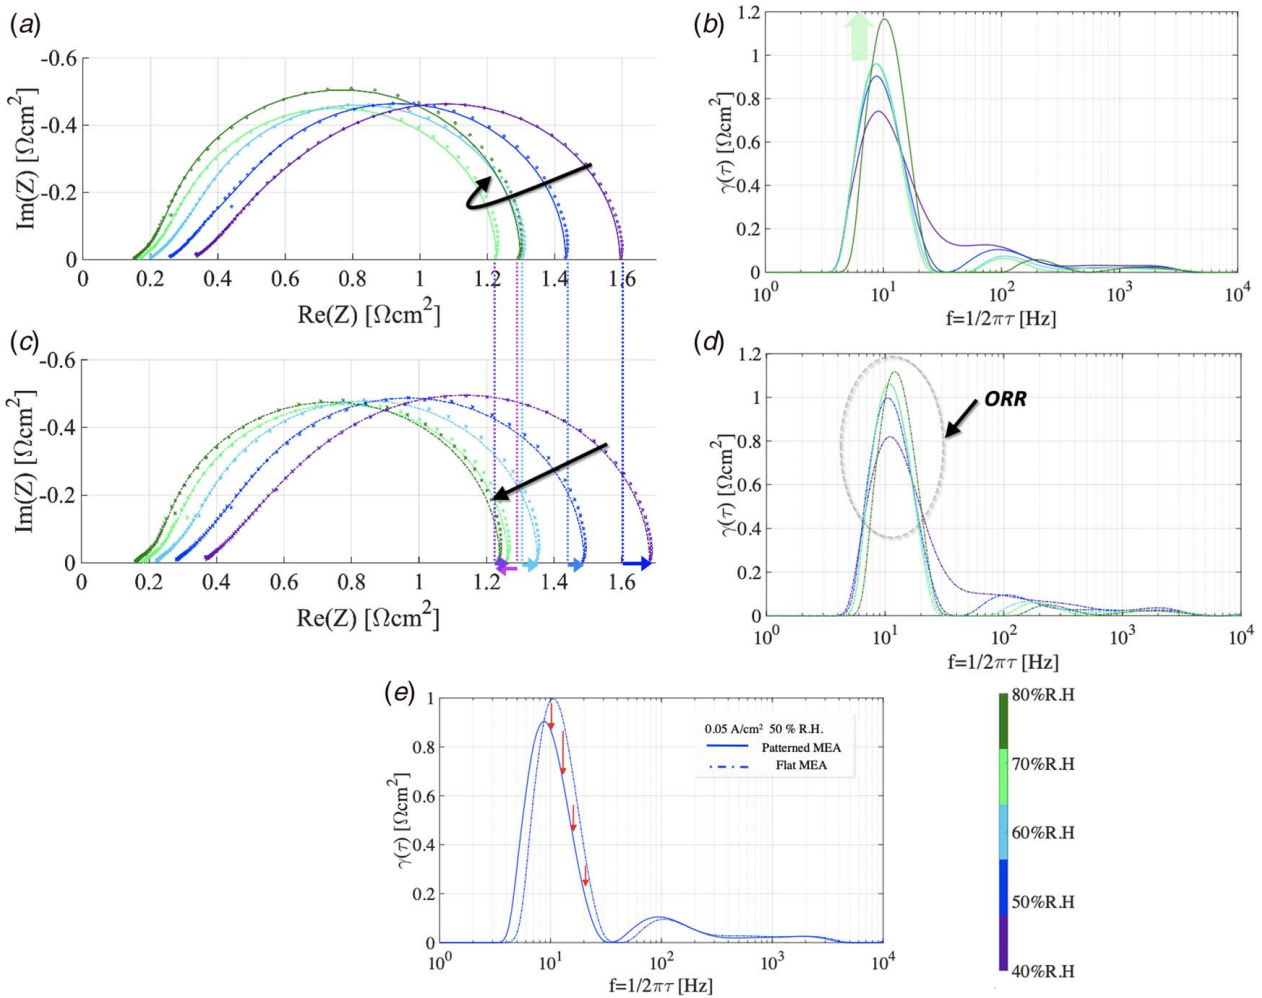 (a)
-0.6
-0.4
-0.2
0
Im(Z) [Ωcm2]
0 0.2 0.4 0.6 0.8 1 1.2 1.4 1.6
Re(Z) [Ωcm2]
(b)
1.2
1
0.8
0.6
0.4
0.2
0
γ(τ) [Ωcm2]
100 101 102 103 104
f=1/2πτ [Hz]
(c)
-0.6
-0.4
-0.2
0
Im(Z) [Ωcm2]
0 0.2 0.4 0.6 0.8 1 1.2 1.4 1.6
Re(Z) [Ωcm2]
(d)
1.2
1
0.8
0.6
0.4
0.2
0
γ(τ) [Ωcm2]
ORR
100 101 102 103 104
f=1/2πτ [Hz]
(e)
1
0.8
0.6
0.4
0.2
0
γ(τ) [Ωcm2]
0.05 A/cm2 50 % R.H.
Patterned MEA
Flat MEA
100 101 102 103 104
f=1/2πτ [Hz]
80%R.H
70%R.H
60%R.H
50%R.H
40%R.H